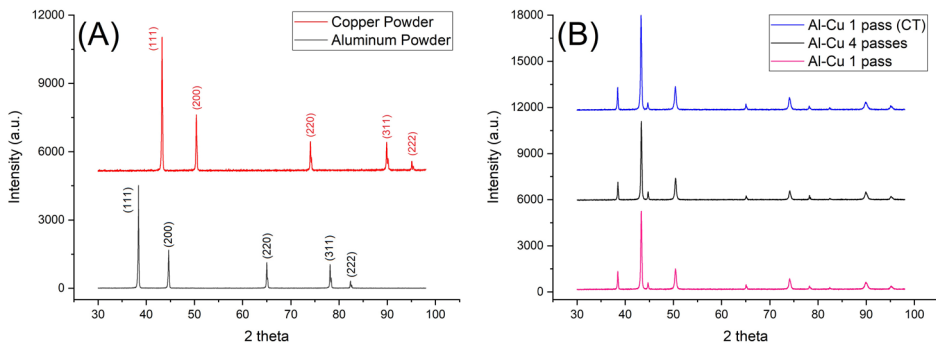 (A)
Copper Powder
Aluminum Powder
(111)
(200)
(220)
(311)
(222)
(111)
(200)
(220)
(311)
(222)
12000
9000
6000
3000
0
Intensity (a.u.)
30 40 50 60 70 80 90 100
2 theta
(B)
Al-Cu 1 pass (CT)
Al-Cu 4 passes
Al-Cu 1 pass
18000
15000
12000
9000
6000
3000
0
Intensity (a.u.)
30 40 50 60 70 80 90 100
2 theta